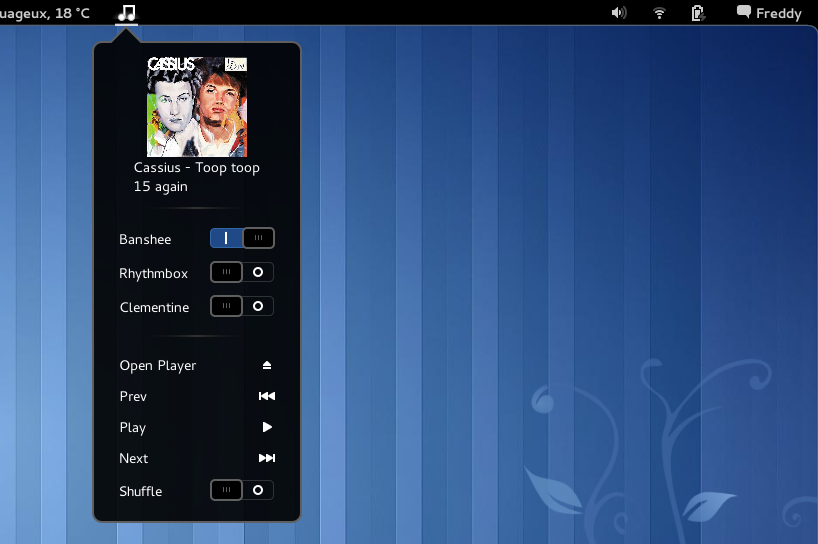 uageux, 18 °C
Freddy
CASSIUS
Cassius - Toop toop
15 again
Banshee
Rhythmbox
Clementine
Open Player
Prev
Play
Next
Shuffle